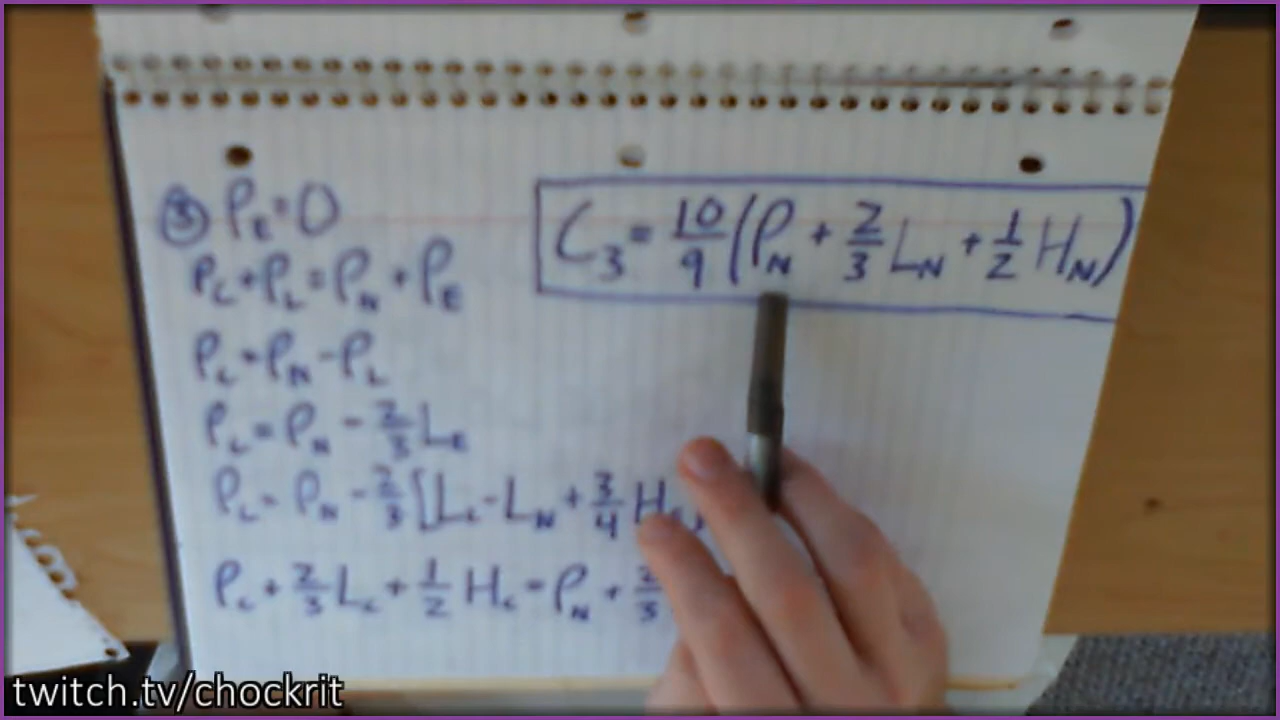 ③ P_E = 0
P_C + P_L = P_N + P_E
P_C = P_N - P_L
P_C = P_N - 2/3 L_E
P_C = P_N - 2/3 [L_C - L_N + 3/4 H
P_C + 2/3 L_C + 1/2 H_C = P_N + 2/3
C_3 = 10/9 (P_N + 2/3 L_N + 1/2 H_N)
twitch.tv/chockrit